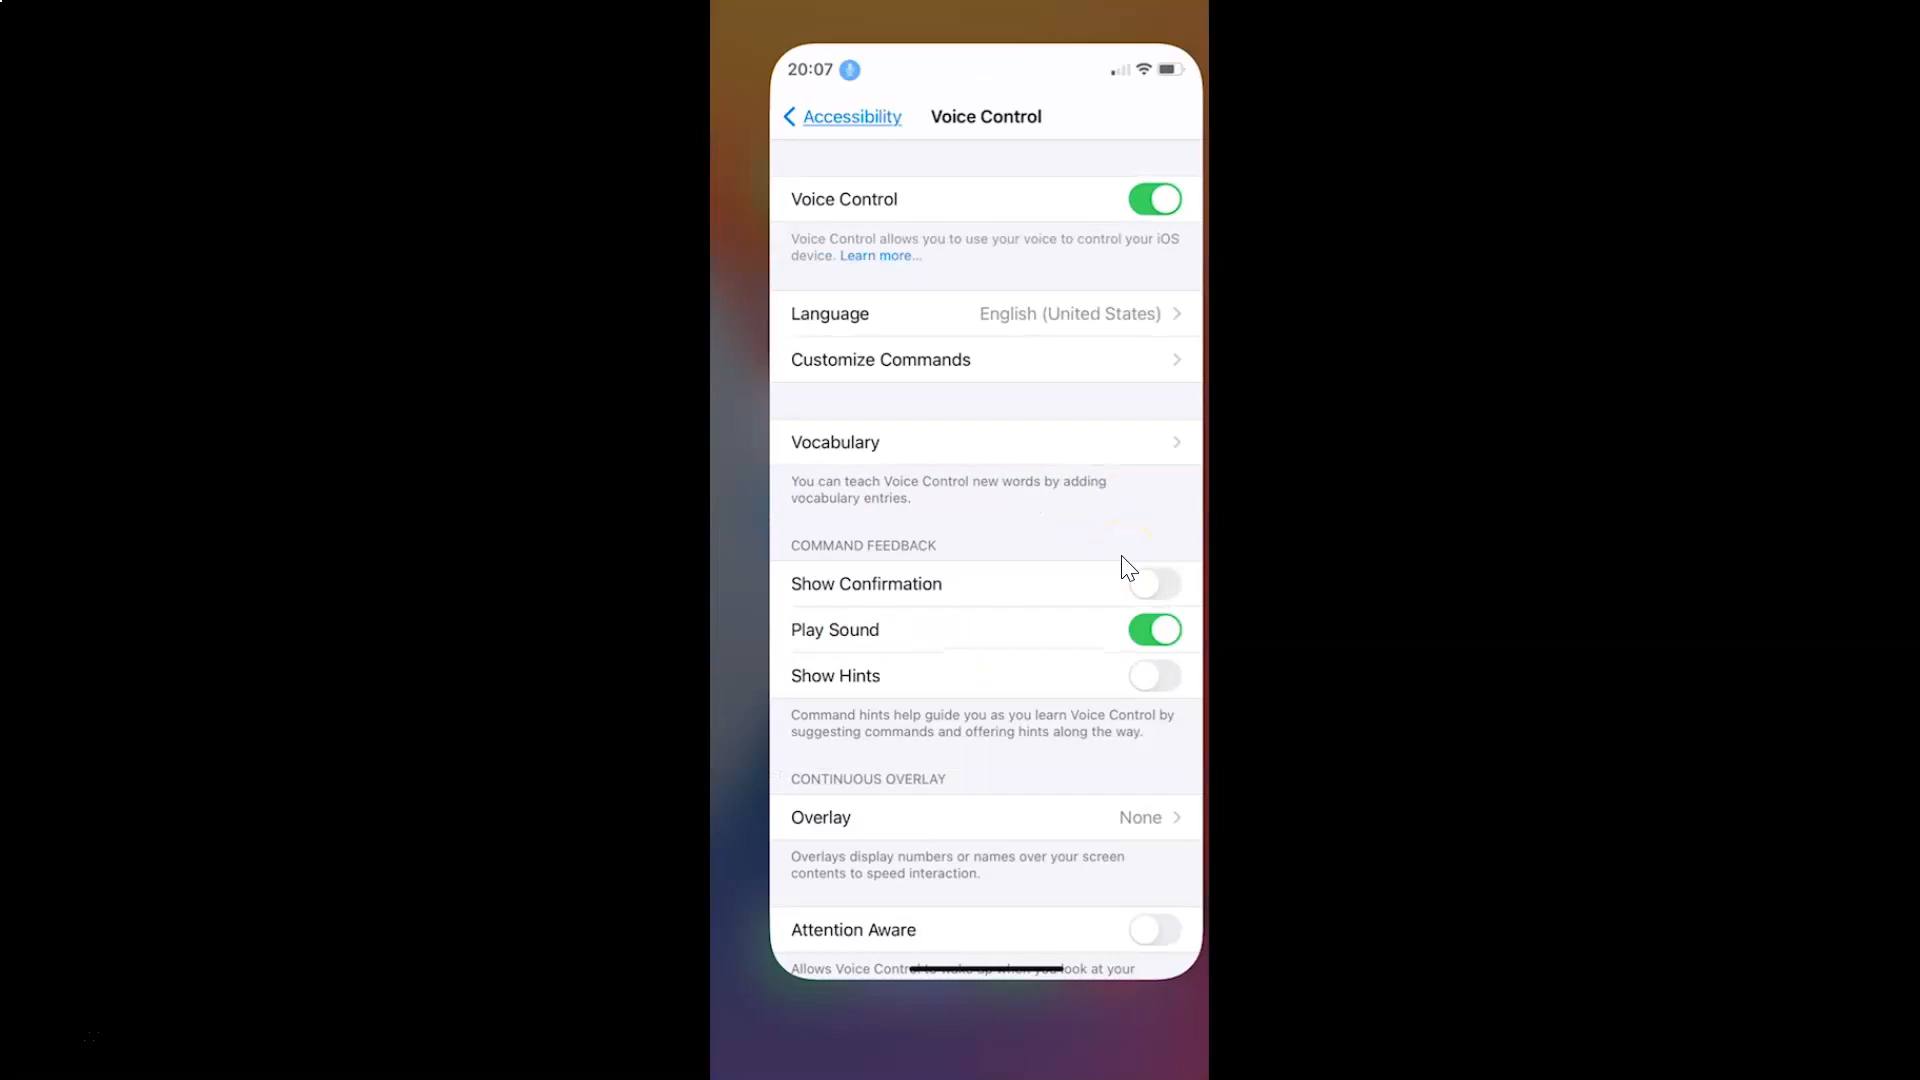 20:07
Accessibility
Voice Control
Voice Control
Voice Control allows you to use your voice to control your iOS
device. Learn more...
Language English (United States)
Customize Commands
Vocabulary
You can teach Voice Control new words by adding
vocabulary entries.
COMMAND FEEDBACK
Show Confirmation
Play Sound
Show Hints
Command hints help guide you as you learn Voice Control by
suggesting commands and offering hints along the way.
CONTINUOUS OVERLAY
Overlay None
Overlays display numbers or names over your screen
contents to speed interaction.
Attention Aware
Allows Voice Control to wake up when you look at your